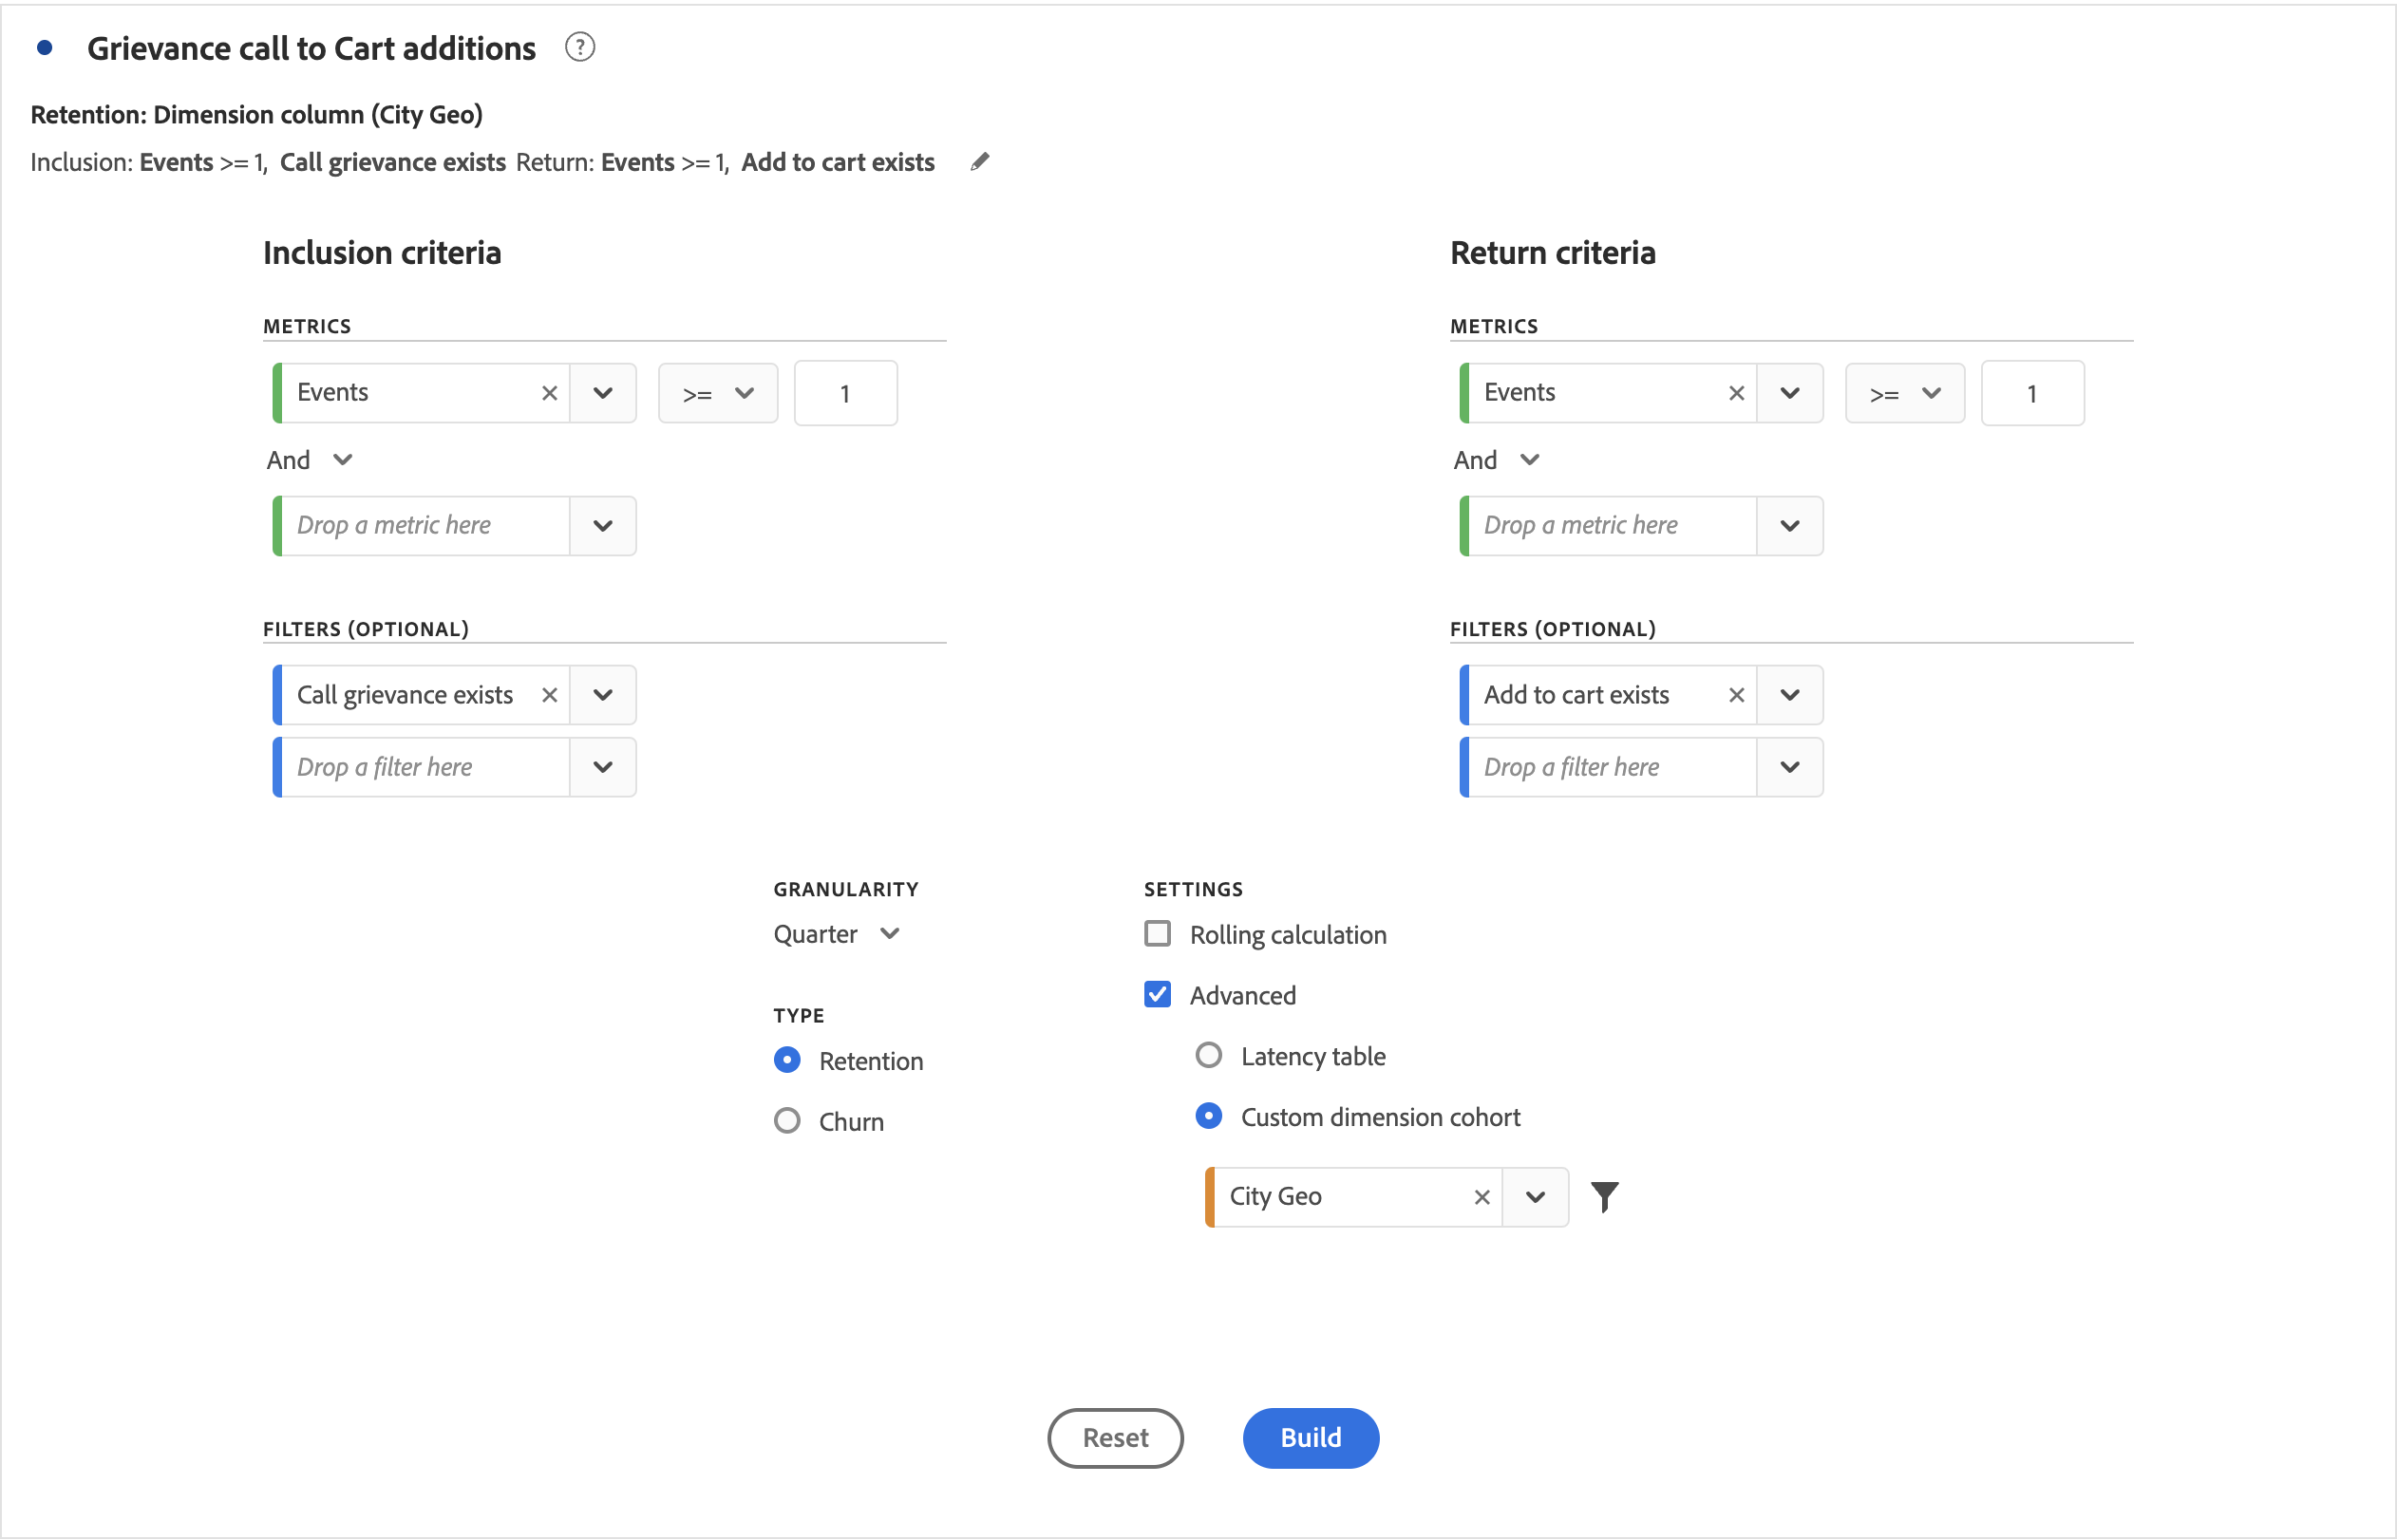 Grievance call to Cart additions ?
Retention: Dimension column (City Geo)
Inclusion: Events >= 1, Call grievance exists Return: Events >= 1, Add to cart exists
Inclusion criteria
METRICS
Events >= 1
And
Drop a metric here
FILTERS (OPTIONAL)
Call grievance exists
Drop a filter here
Return criteria
METRICS
Events >= 1
And
Drop a metric here
FILTERS (OPTIONAL)
Add to cart exists
Drop a filter here
GRANULARITY
Quarter
TYPE
Retention
Churn
SETTINGS
Rolling calculation
Advanced
Latency table
Custom dimension cohort
City Geo
Reset
Build